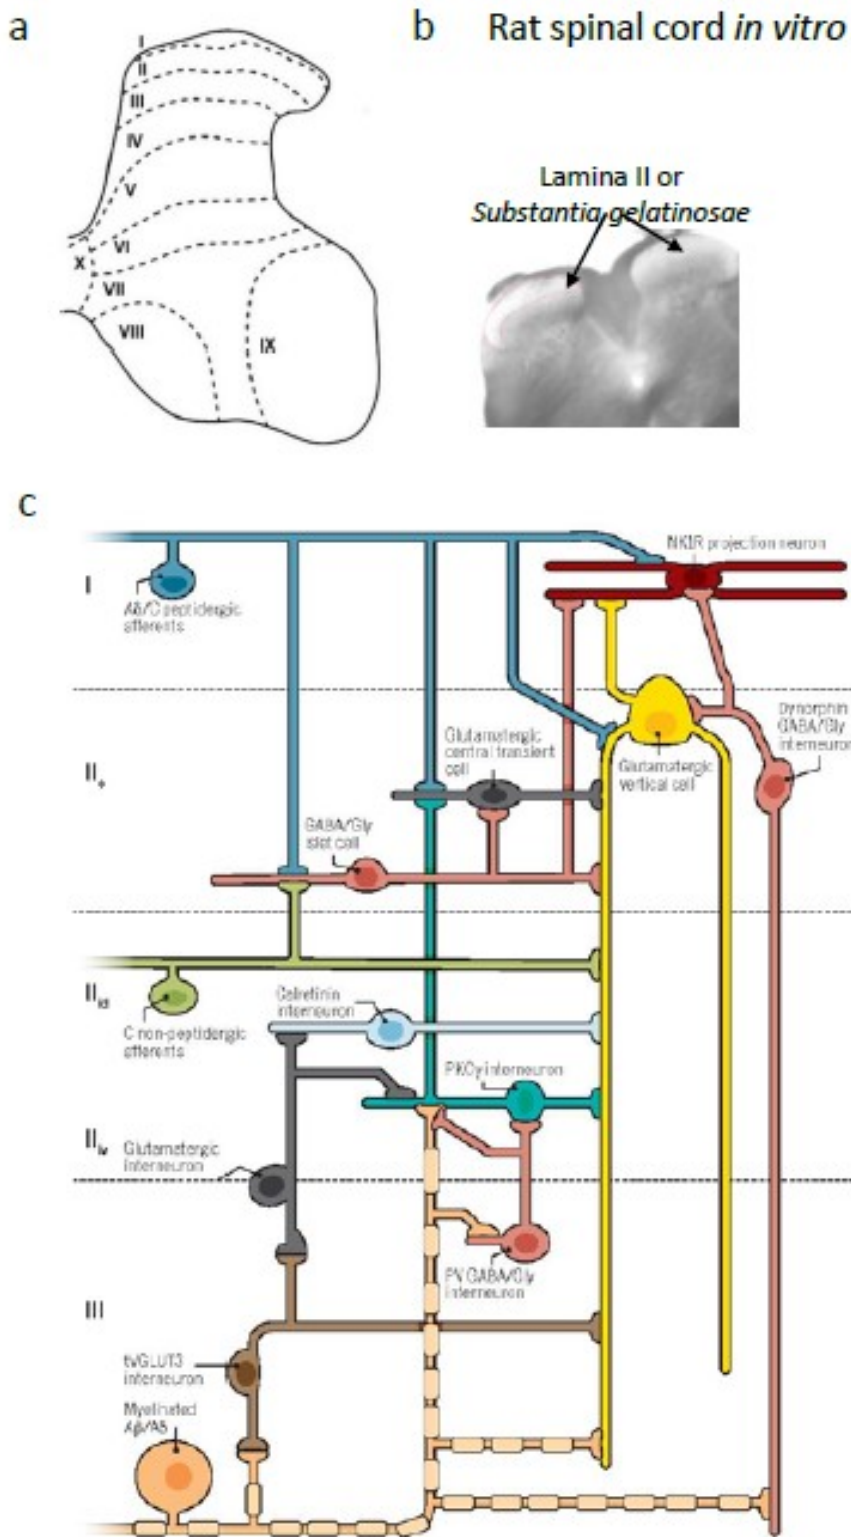 a
b
Rat spinal cord in vitro
I
II
III
IV
V
VI
X
VII
VIII
IX
Lamina II or
Substantia gelatinosae
c
NK1R projection neuron
I
Aδ/C peptidergic
afferents
Dynorphin
GABA/Gly
interneuron
Glutamatergic
central transient
cell
Glutamatergic
vertical cell
II
GABA/Gly
islet cell
II
Calretinin
interneuron
C non-peptidergic
afferents
PKCγ interneuron
II
Glutamatergic
interneuron
PV GABA/Gly
interneuron
III
tVGLUT3
interneuron
Myelinated
Aβ/Aδ